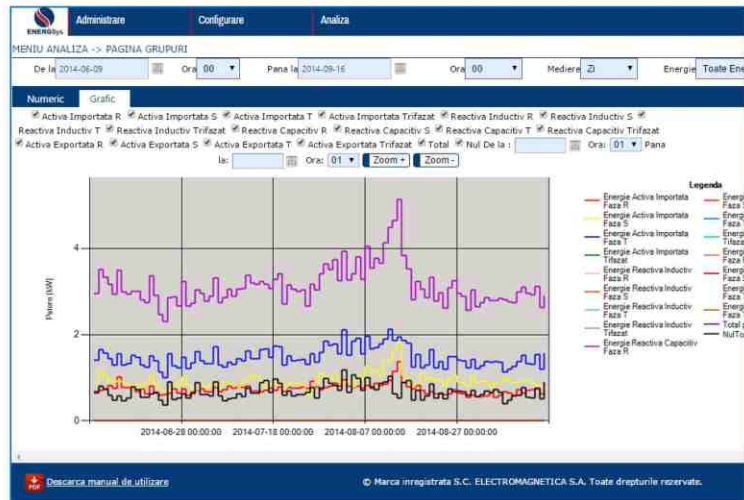 ENERGSys
Administrare Configurare Analiza
MENIU ANALIZA -> PAGINA GRUPURI
De la 2014-06-09 Ora 00 Pana la 2014-09-16 Ora 00 Mediere Zi Energie Toate Ene
Numeric Grafic
Activa Importata R Activa Importata S Activa Importata T Activa Importata Trifazat Reactiva Inductiv R Reactiva Inductiv S
Reactiva Inductiv T Reactiva Inductiv Trifazat Reactiva Capacitiv R Reactiva Capacitiv S Reactiva Capacitiv T Reactiva Capacitiv Trifazat
Activa Exportata R Activa Exportata S Activa Exportata T Activa Exportata Trifazat Total Nul De la : Ora: 01 Pana
la: Ora: 01 Zoom + Zoom -
Legenda
Energie Activa Importata Faza R
Energie Activa Importata Faza S
Energie Activa Importata Faza T
Energie Activa Importata Trifazat
Energie Reactiva Inductiv Faza R
Energie Reactiva Inductiv Faza S
Energie Reactiva Inductiv Faza T
Energie Reactiva Inductiv Trifazat
Energie Reactiva Capacitiv Faza R
Total
NulTo
Putere (kW)
4
2
0
2014-06-28 00:00:00 2014-07-18 00:00:00 2014-08-07 00:00:00 2014-08-27 00:00:00
PDF Descarca manual de utilizare © Marca inregistrata S.C. ELECTROMAGNETICA S.A. Toate drepturile rezervate.